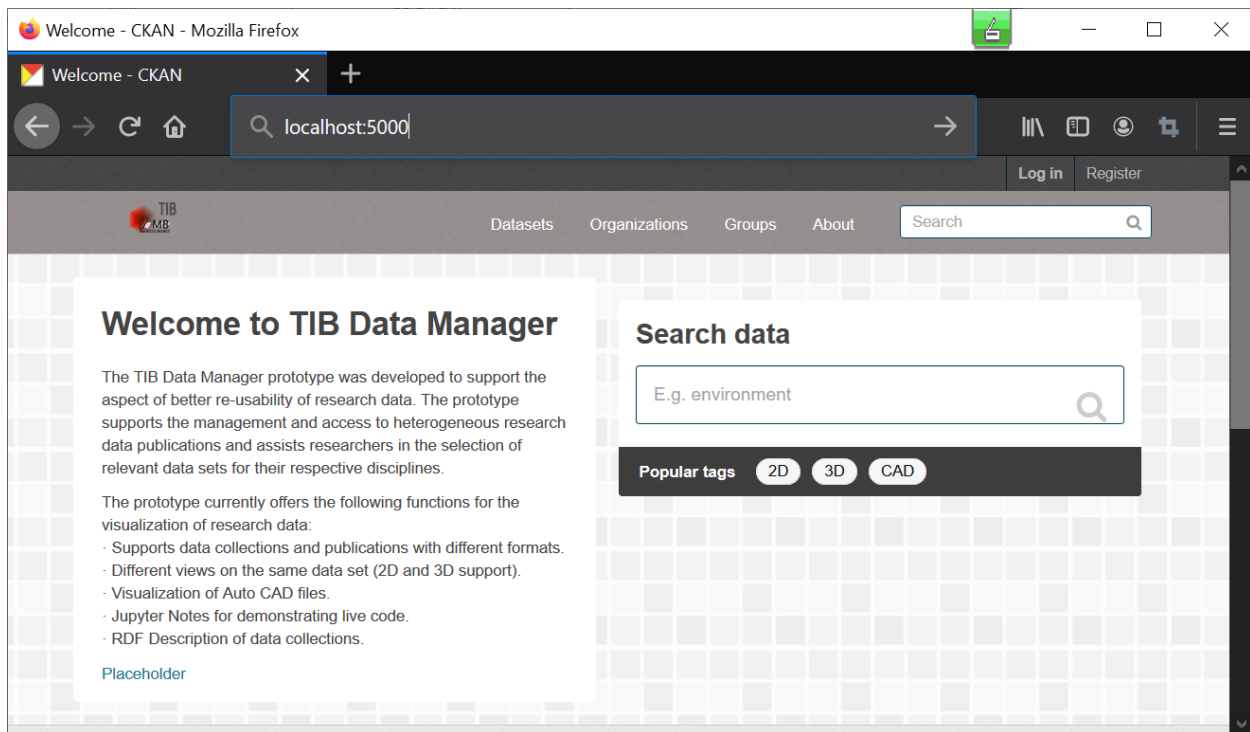 Welcome - CKAN - Mozilla Firefox
Welcome - CKAN
localhost:5000
Log in Register
TIB
MB
Datasets Organizations Groups About Search
Welcome to TIB Data Manager
The TIB Data Manager prototype was developed to support the
aspect of better re-usability of research data. The prototype
supports the management and access to heterogeneous research
data publications and assists researchers in the selection of
relevant data sets for their respective disciplines.
The prototype currently offers the following functions for the
visualization of research data:
· Supports data collections and publications with different formats.
· Different views on the same data set (2D and 3D support).
· Visualization of Auto CAD files.
· Jupyter Notes for demonstrating live code.
· RDF Description of data collections.
Placeholder
Search data
E.g. environment
Popular tags 2D 3D CAD